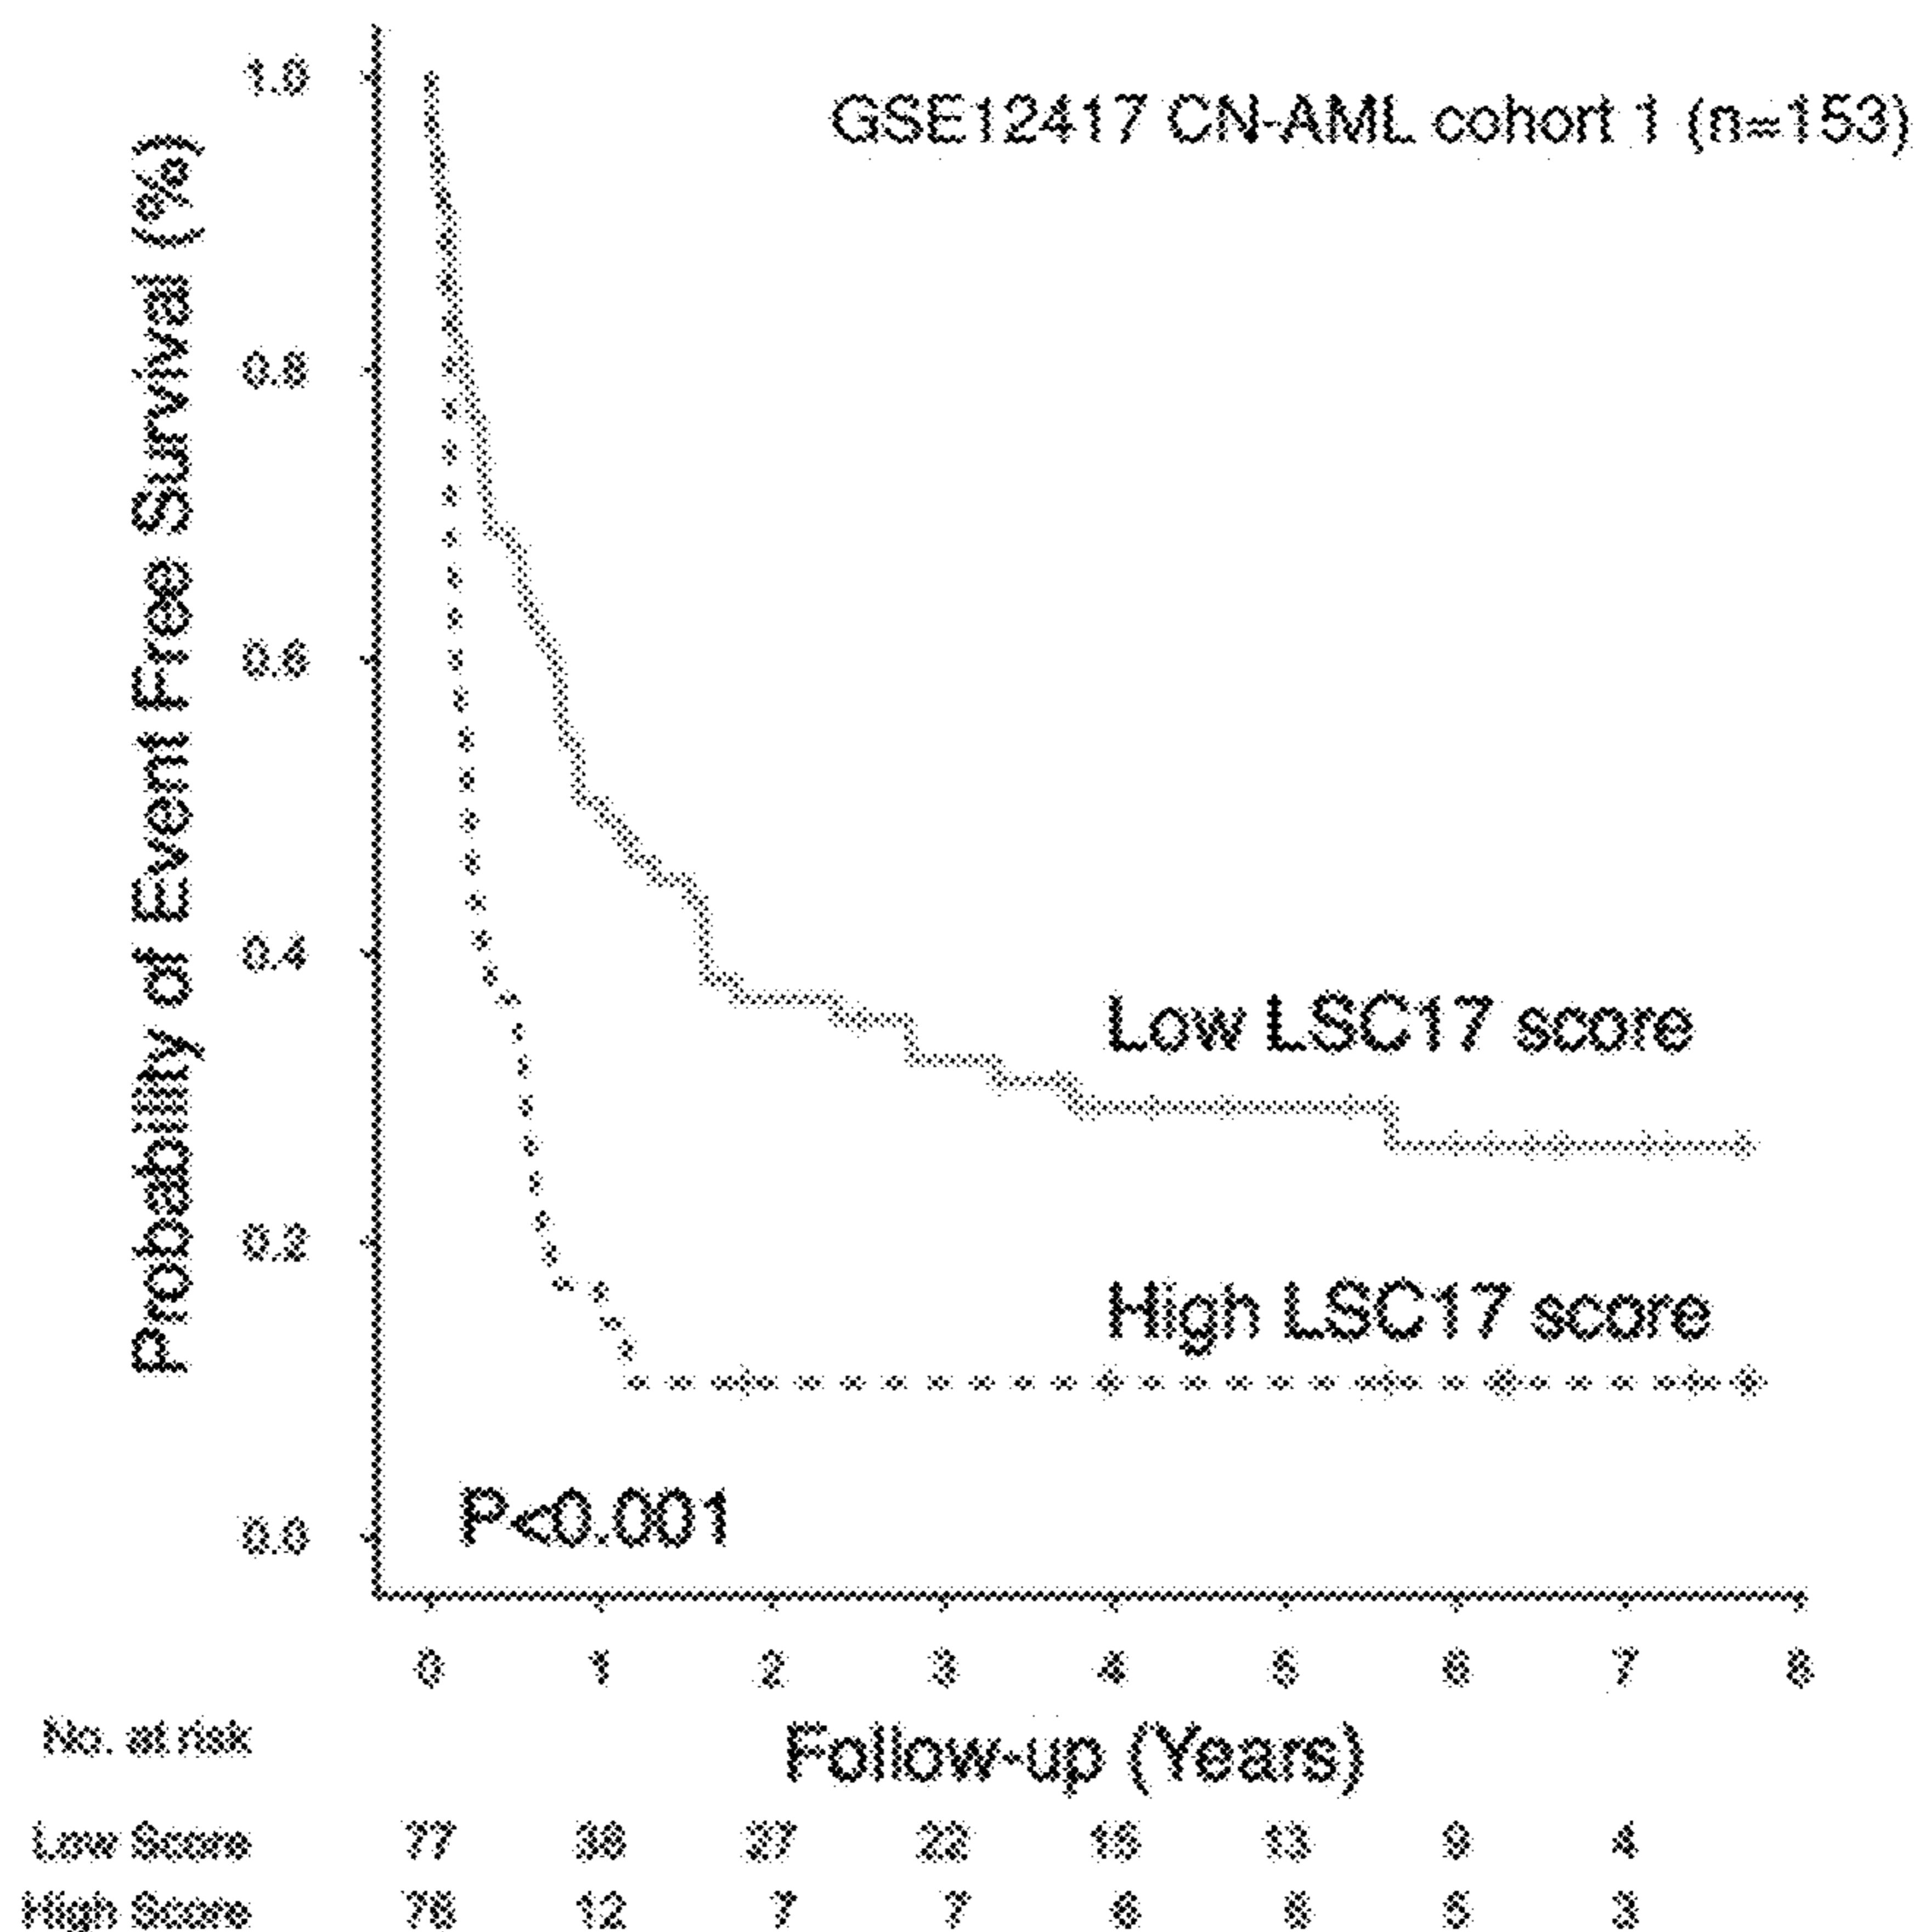 GSE12417 CN-AML cohort 1 (n=153)
Probability of Event Free Survival (%)
1.0
0.8
0.6
0.4
0.2
0.0
Low LSC17 score
High LSC17 score
P<0.001
0 1 2 3 4 5 6 7 8
Follow-up (Years)
No. at risk
Low Score 77 27 22 13 9 4
High Score 76 12 7 7 6 5 3